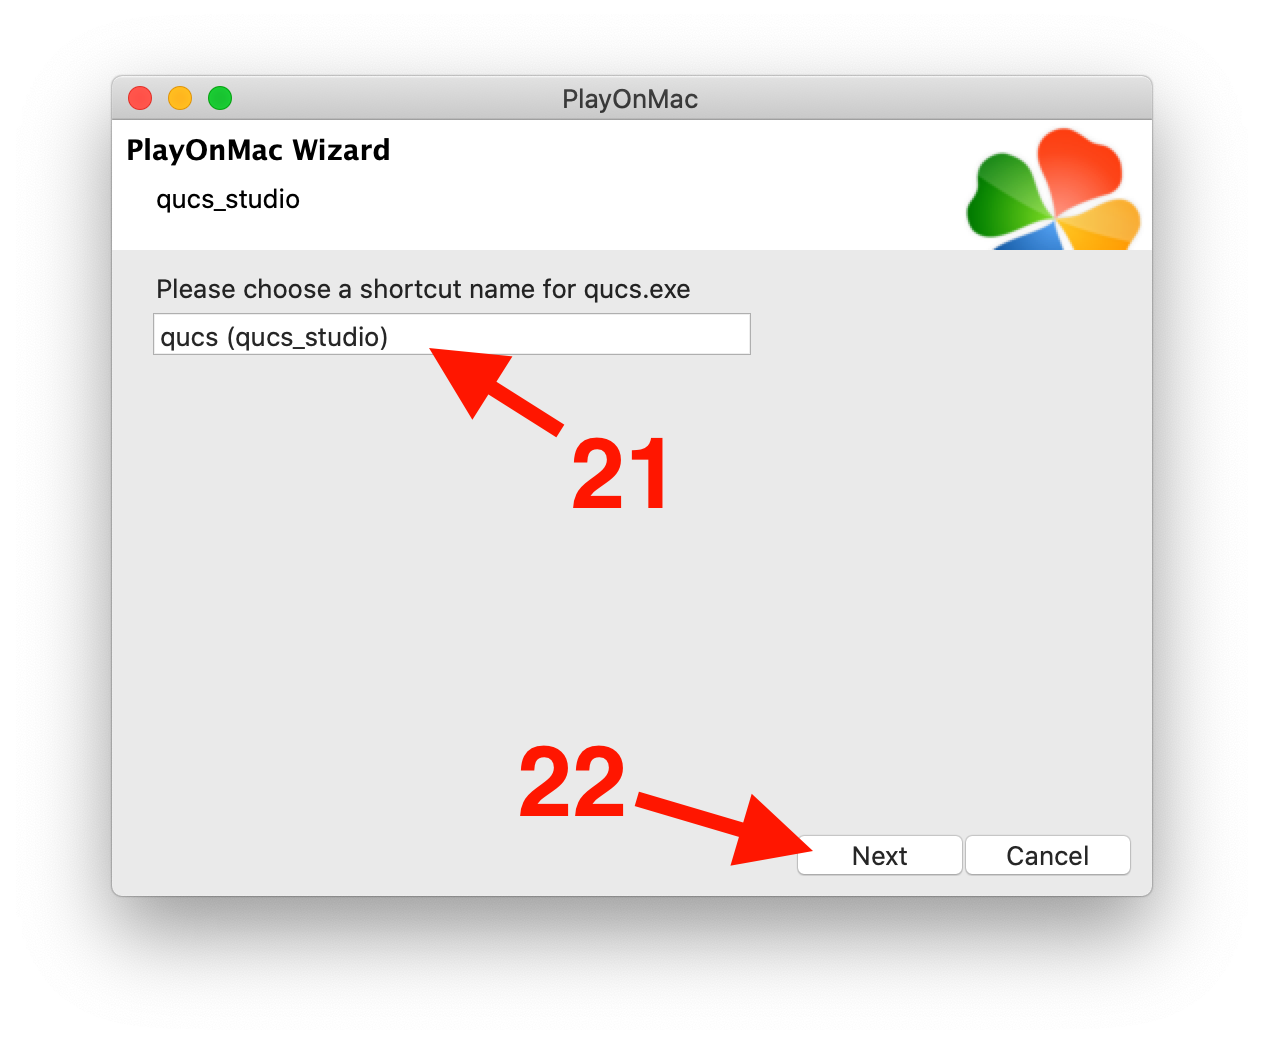 PlayOnMac
PlayOnMac Wizard
qucs_studio
Please choose a shortcut name for qucs.exe
qucs (qucs_studio)
21
22
Next
Cancel